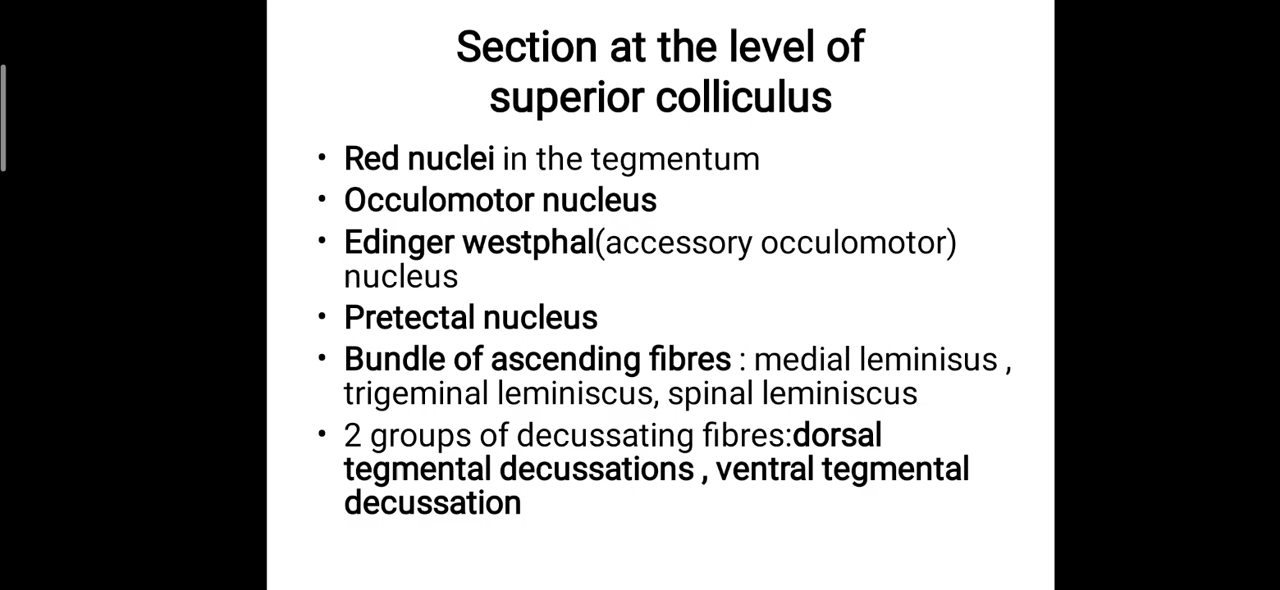 Section at the level of
superior colliculus
• Red nuclei in the tegmentum
• Occulomotor nucleus
• Edinger westphal(accessory occulomotor)
nucleus
• Pretectal nucleus
• Bundle of ascending fibres : medial leminisus ,
trigeminal leminiscus, spinal leminiscus
• 2 groups of decussating fibres:dorsal
tegmental decussations , ventral tegmental
decussation